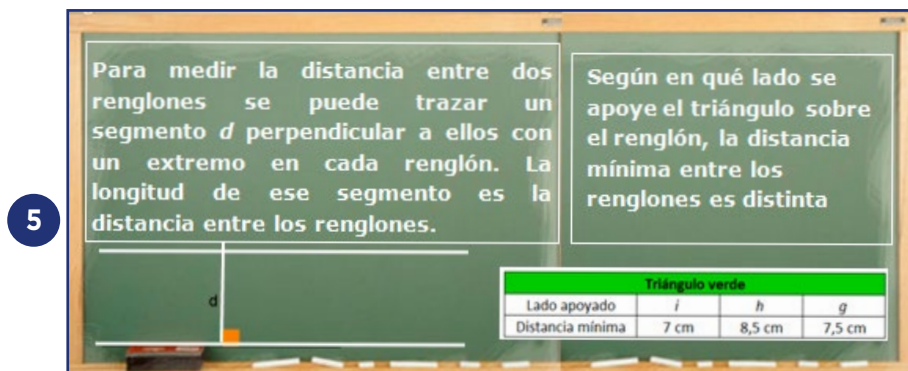 5
Para medir la distancia entre dos
renglones se puede trazar un
segmento d perpendicular a ellos con
un extremo en cada renglón. La
longitud de ese segmento es la
distancia entre los renglones.
d
Según en qué lado se
apoye el triángulo sobre
el renglón, la distancia
mínima entre los
renglones es distinta
Triángulo verde
Lado apoyado i h g
Distancia mínima 7 cm 8,5 cm 7,5 cm